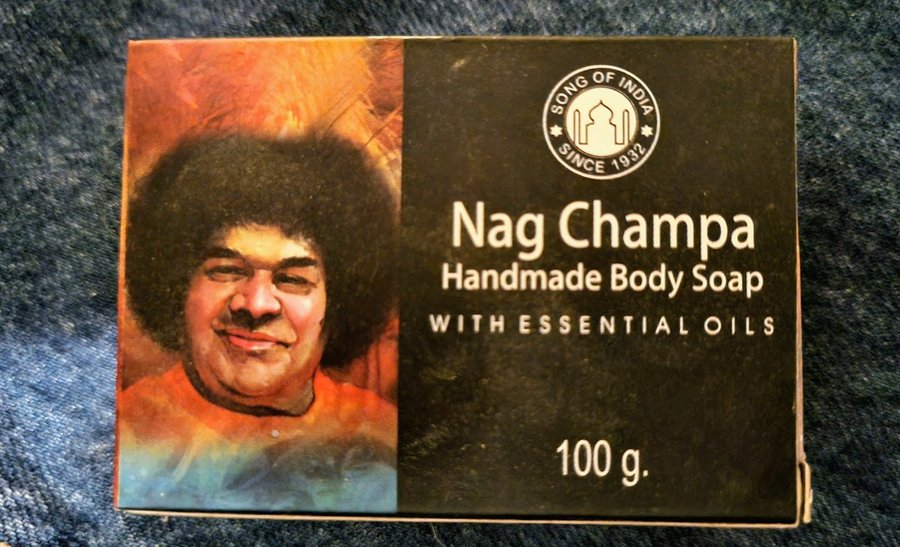 SONG OF INDIA
SINCE 1932
Nag Champa
Handmade Body Soap
WITH ESSENTIAL OILS
100 g.